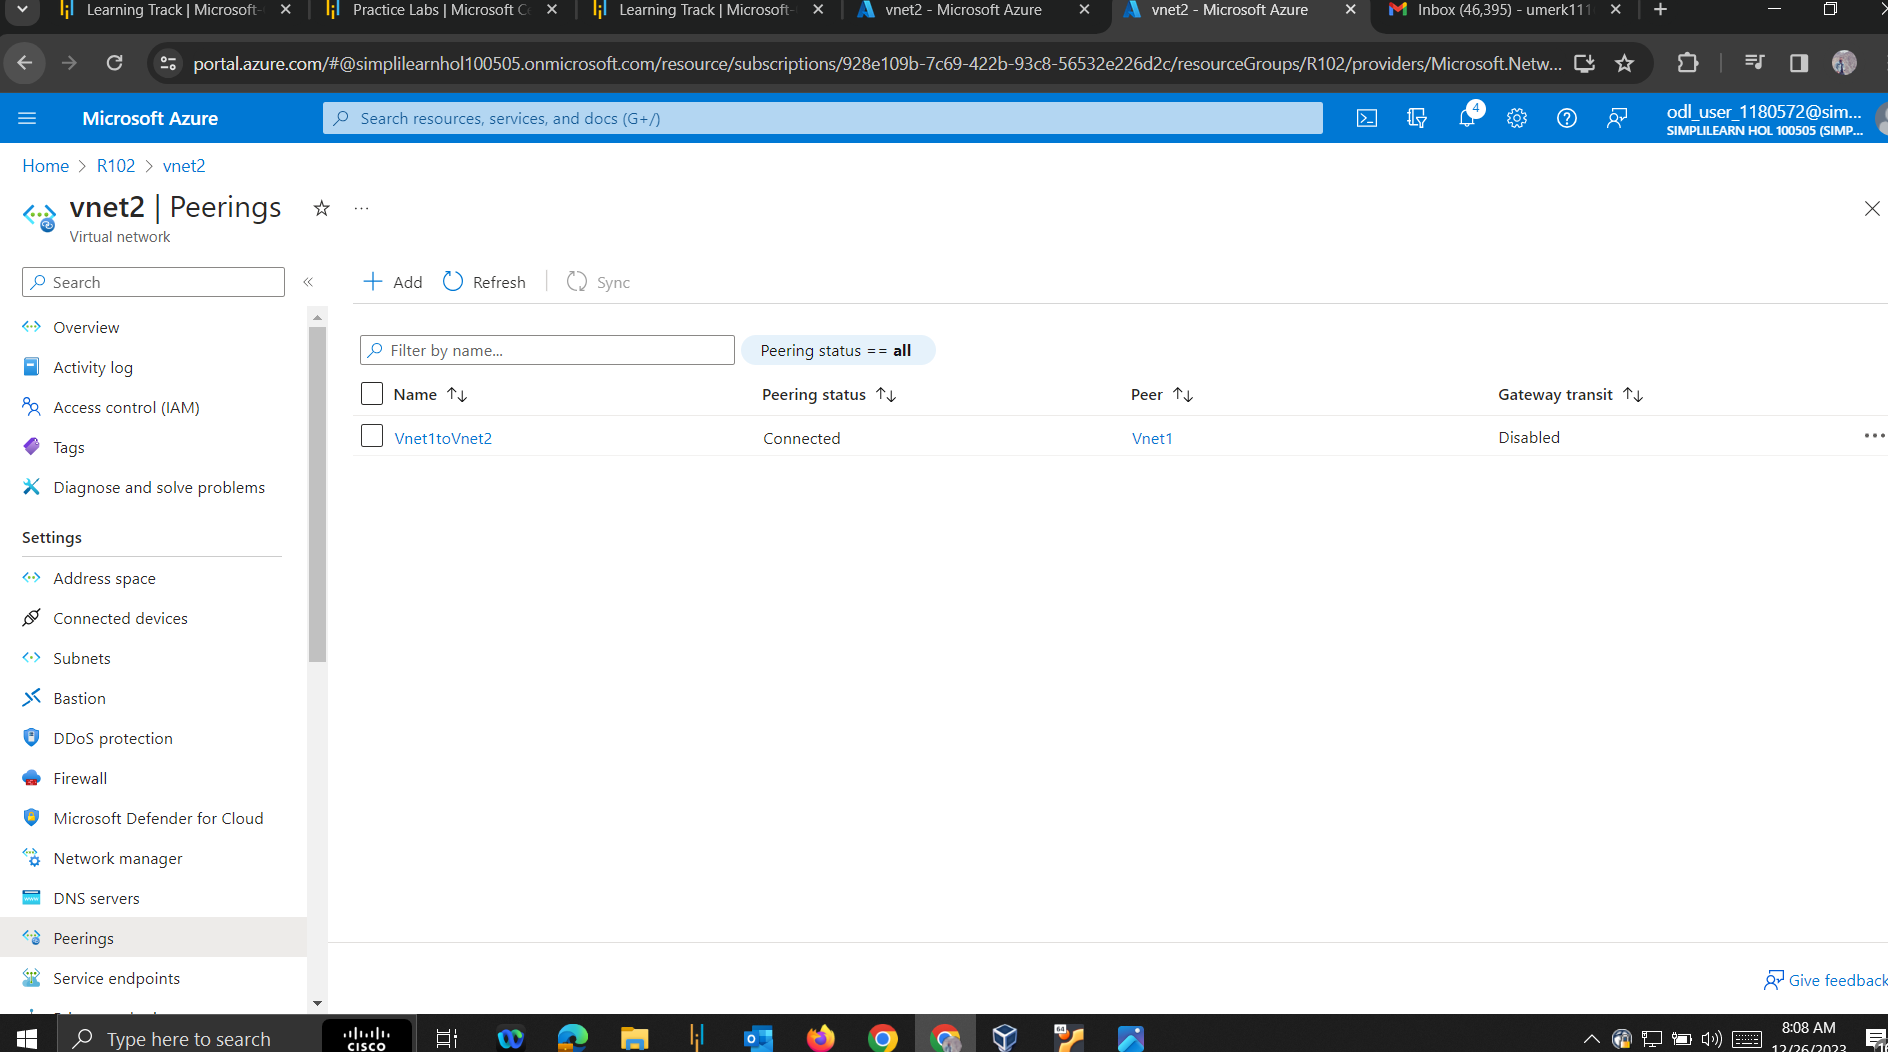 Learning Track | Microsoft-
Practice Labs | Microsoft C
Learning Track | Microsoft-
vnet2 - Microsoft Azure
vnet2 - Microsoft Azure
Inbox (46,395) - umerk111
portal.azure.com/#@simplilearnhol100505.onmicrosoft.com/resource/subscriptions/928e109b-7c69-422b-93c8-56532e226d2c/resourceGroups/R102/providers/Microsoft.Netw...
Microsoft Azure
Search resources, services, and docs (G+/)
4
odl_user_1180572@sim...
SIMPLILEARN HOL 100505 (SIMP...
Home > R102 > vnet2
vnet2 | Peerings
Virtual network
Search
Overview
Activity log
Access control (IAM)
Tags
Diagnose and solve problems
Settings
Address space
Connected devices
Subnets
Bastion
DDoS protection
Firewall
Microsoft Defender for Cloud
Network manager
DNS servers
Peerings
Service endpoints
Add
Refresh
Sync
Filter by name...
Peering status == all
Name
Peering status
Peer
Gateway transit
Vnet1toVnet2
Connected
Vnet1
Disabled
Give feedback
Type here to search
CISCO
64
8:08 AM
12/26/2023